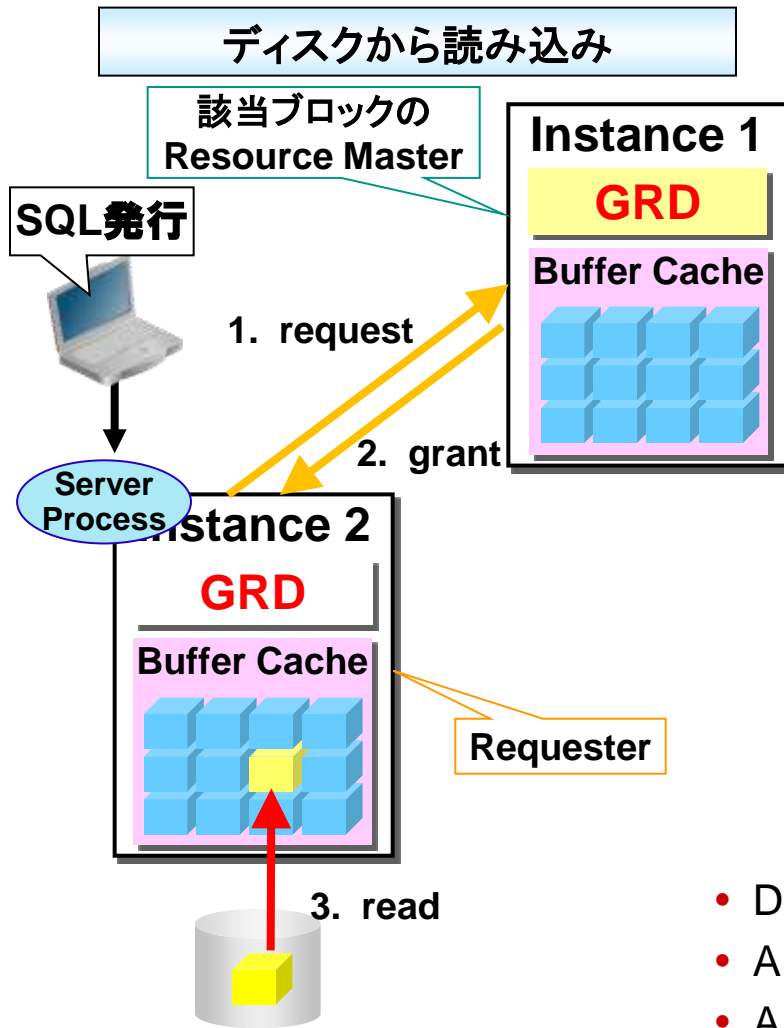 ディスクから読み込み
該当ブロックの
Resource Master
Instance 1
GRD
Buffer Cache
SQL発行
1. request
2. grant
Server
Process
nstance 2
GRD
Buffer Cache
Requester
3. read
• D
• A
• A